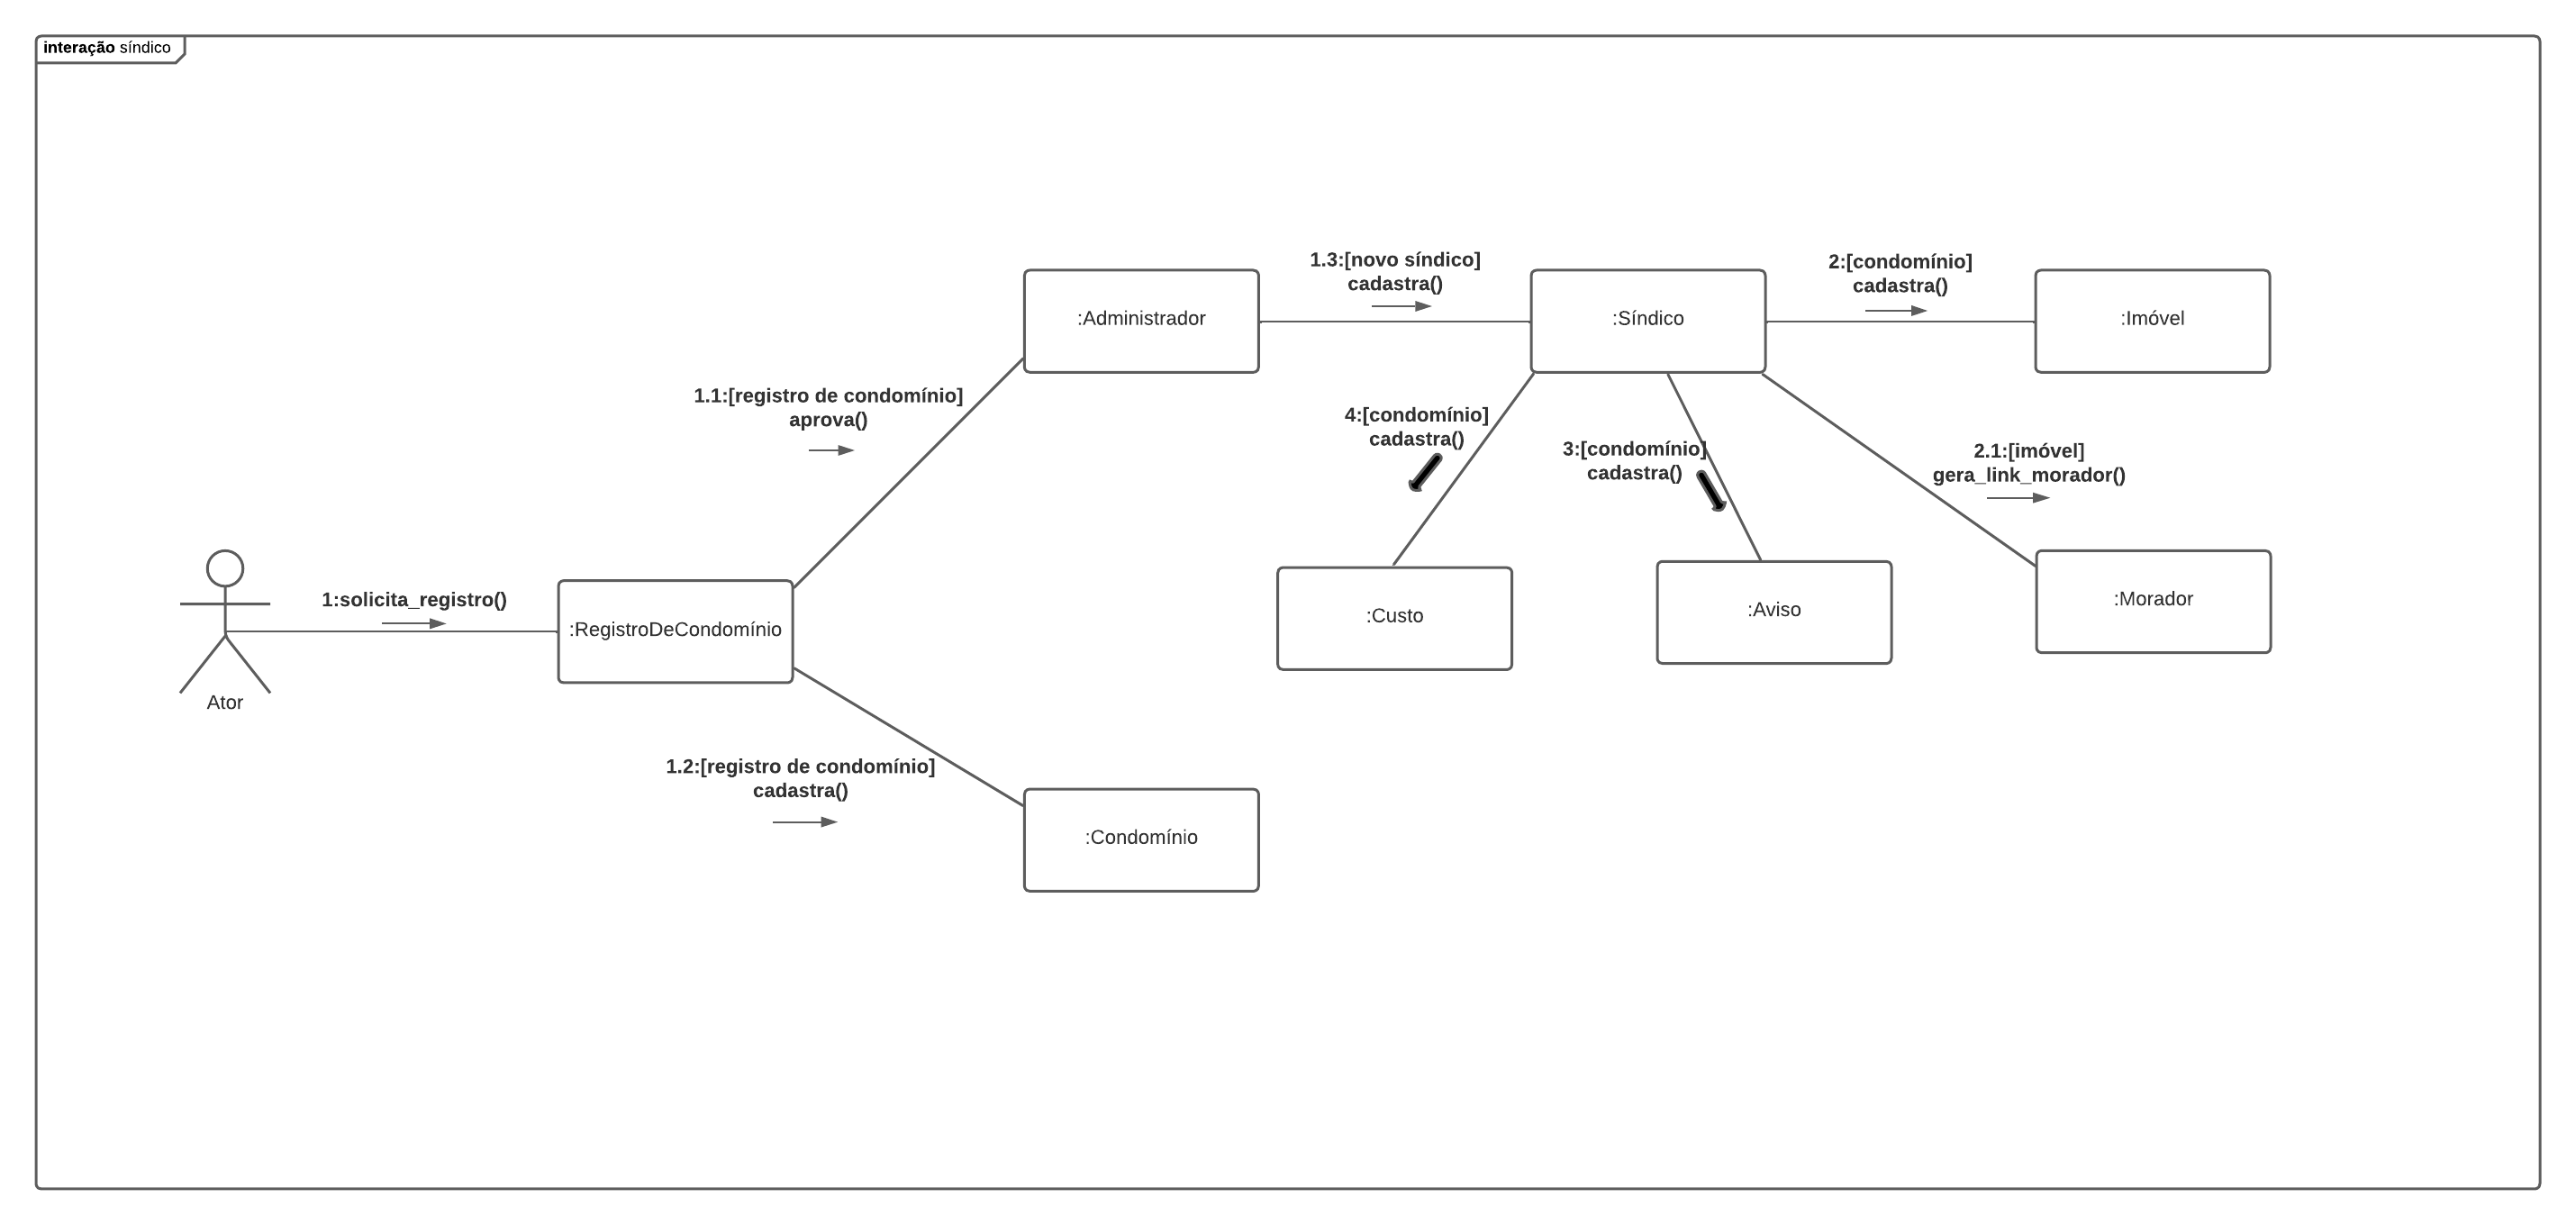 interação síndico
1.3:[novo síndico]
cadastra()
2:[condomínio]
cadastra()
:Administrador
:Síndico
:Imóvel
1.1:[registro de condomínio]
aprova()
4:[condomínio]
cadastra()
3:[condomínio]
cadastra()
2.1:[imóvel]
gera_link_morador()
1:solicita_registro()
:RegistroDeCondomínio
:Custo
:Aviso
:Morador
Ator
1.2:[registro de condomínio]
cadastra()
:Condomínio